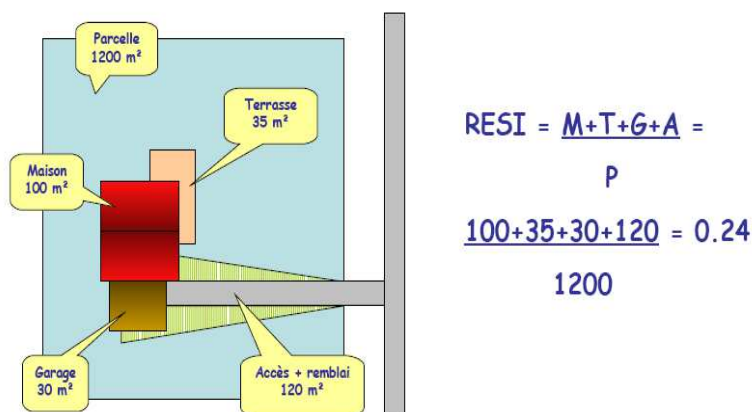 Parcelle
1200 m²
Terrasse
35 m²
Maison
100 m²
Garage
30 m²
Accès + remblai
120 m²
RESI = M+T+G+A =
P
100+35+30+120 = 0.24
1200